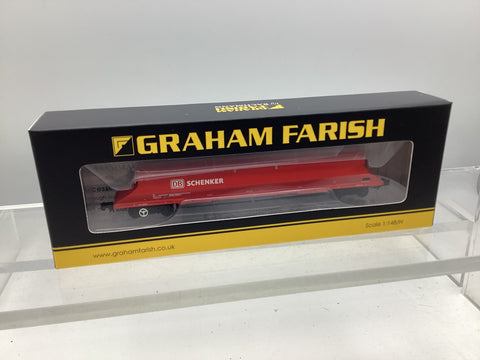 GRAHAM FARISH
DB SCHENKER
www.grahamfarish.co.uk
Scale 1:148/N